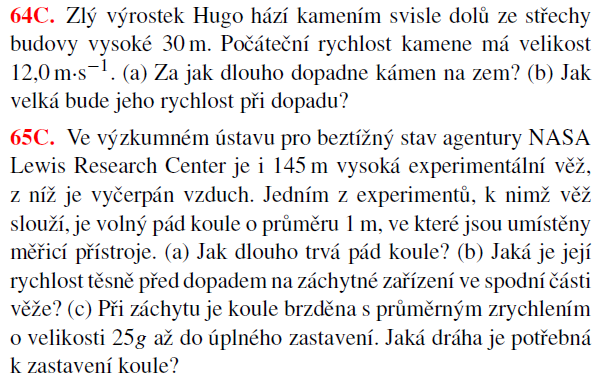 64C. Zlý výrostek Hugo hází kamením svisle dolů ze střechy
budovy vysoké 30 m. Počáteční rychlost kamene má velikost
12,0 m·s⁻¹. (a) Za jak dlouho dopadne kámen na zem? (b) Jak
velká bude jeho rychlost při dopadu?
65C. Ve výzkumném ústavu pro beztížný stav agentury NASA
Lewis Research Center je i 145 m vysoká experimentální věž,
z níž je vyčerpán vzduch. Jedním z experimentů, k nimž věž
slouží, je volný pád koule o průměru 1 m, ve které jsou umístěny
měřicí přístroje. (a) Jak dlouho trvá pád koule? (b) Jaká je její
rychlost těsně před dopadem na záchytné zařízení ve spodní části
věže? (c) Při záchytu je koule brzděna s průměrným zrychlením
o velikosti 25g až do úplného zastavení. Jaká dráha je potřebná
k zastavení koule?